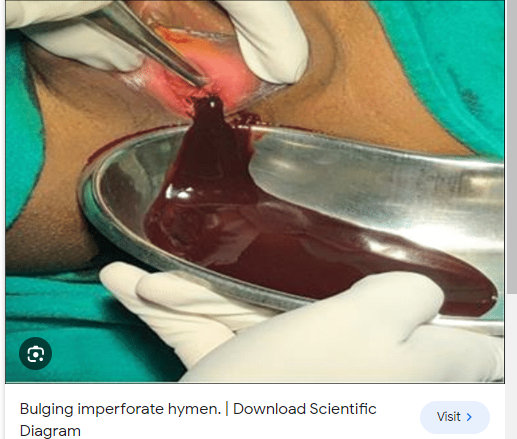 Bulging imperforate hymen. | Download Scientific
Diagram
Visit